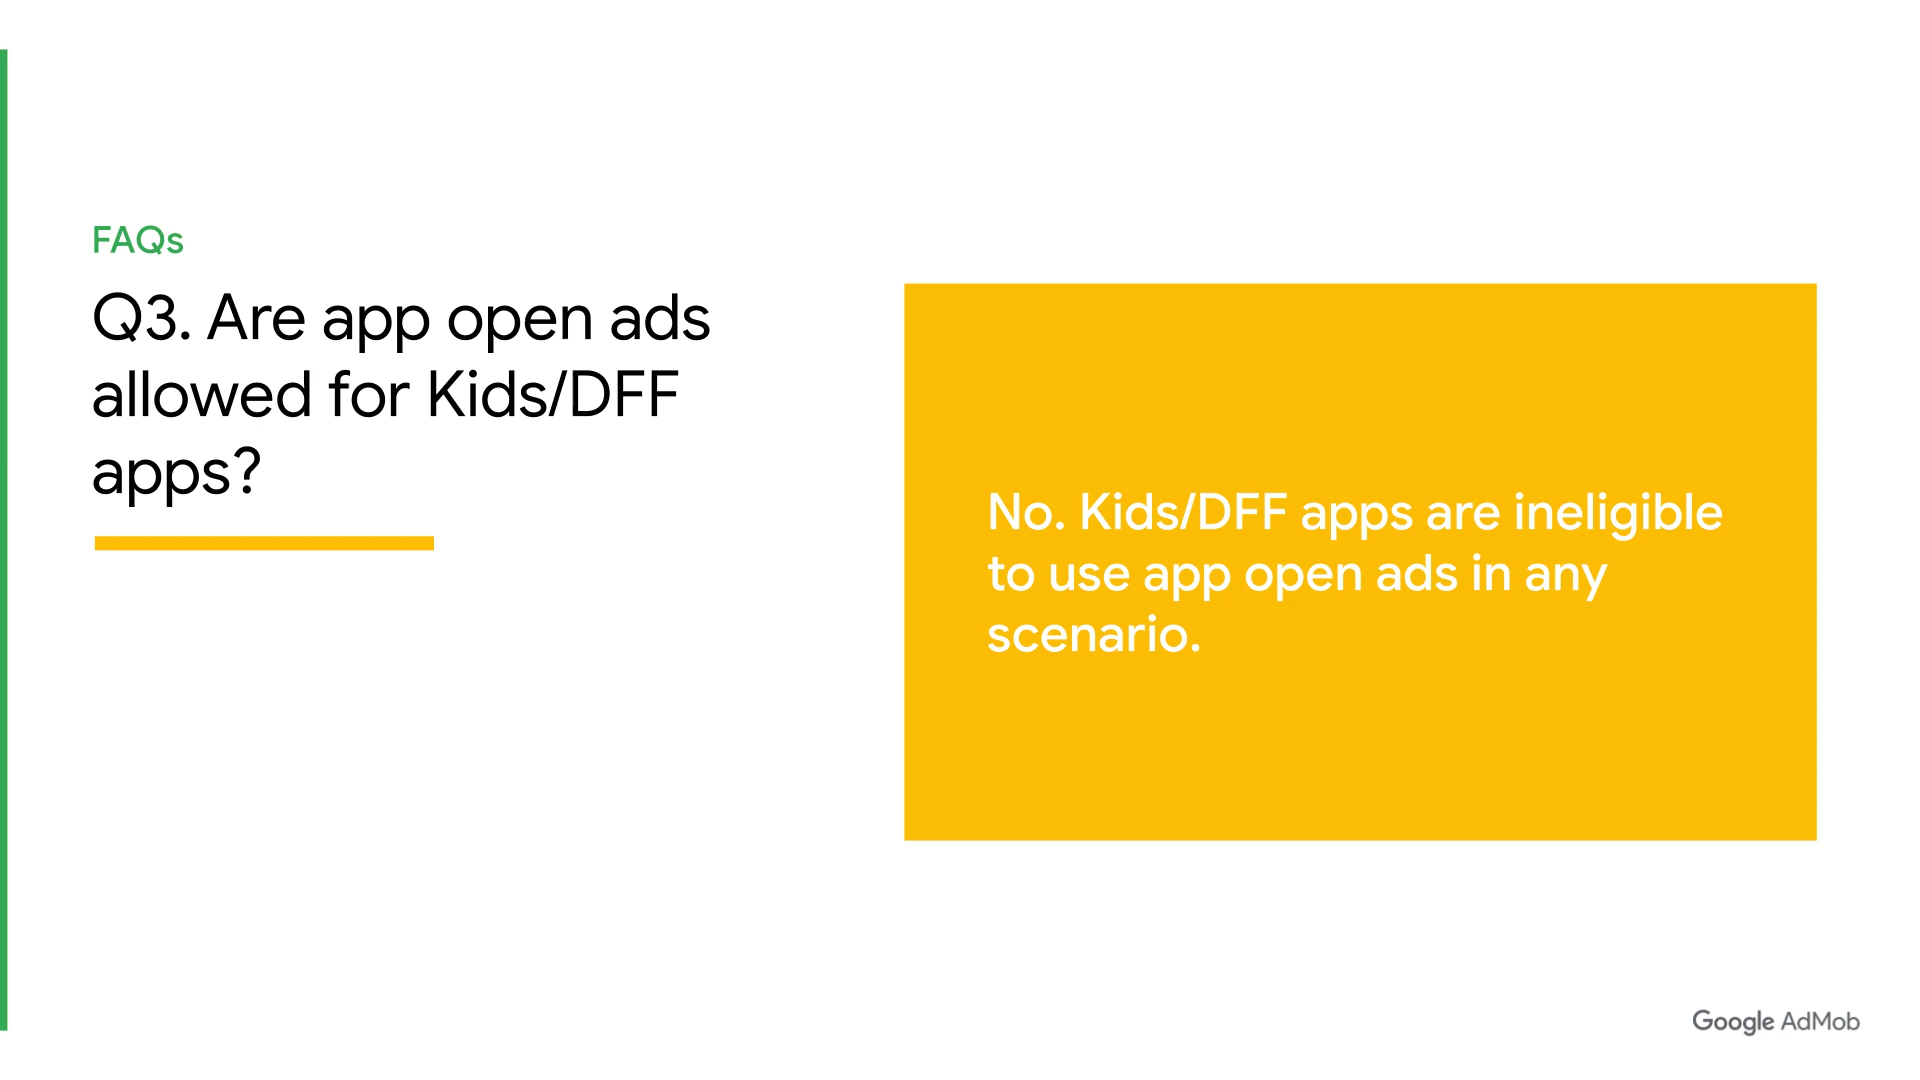 FAQs
Q3. Are app open ads
allowed for Kids/DFF
apps?
No. Kids/DFF apps are ineligible
to use app open ads in any
scenario.
Google AdMob